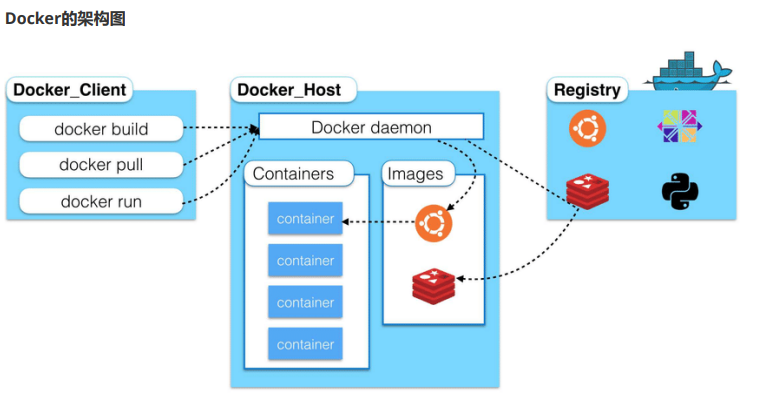 Docker的架构图
Docker_Client
docker build
docker pull
docker run
Docker_Host
Docker daemon
Containers
container
container
container
container
Images
Registry